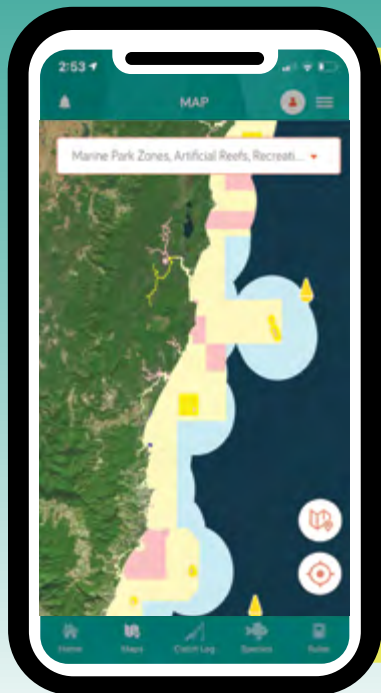 2:53
MAP
Marine Park Zones, Artificial Reefs, Recreati...
Home
Maps
Catch Log
Species
Rules